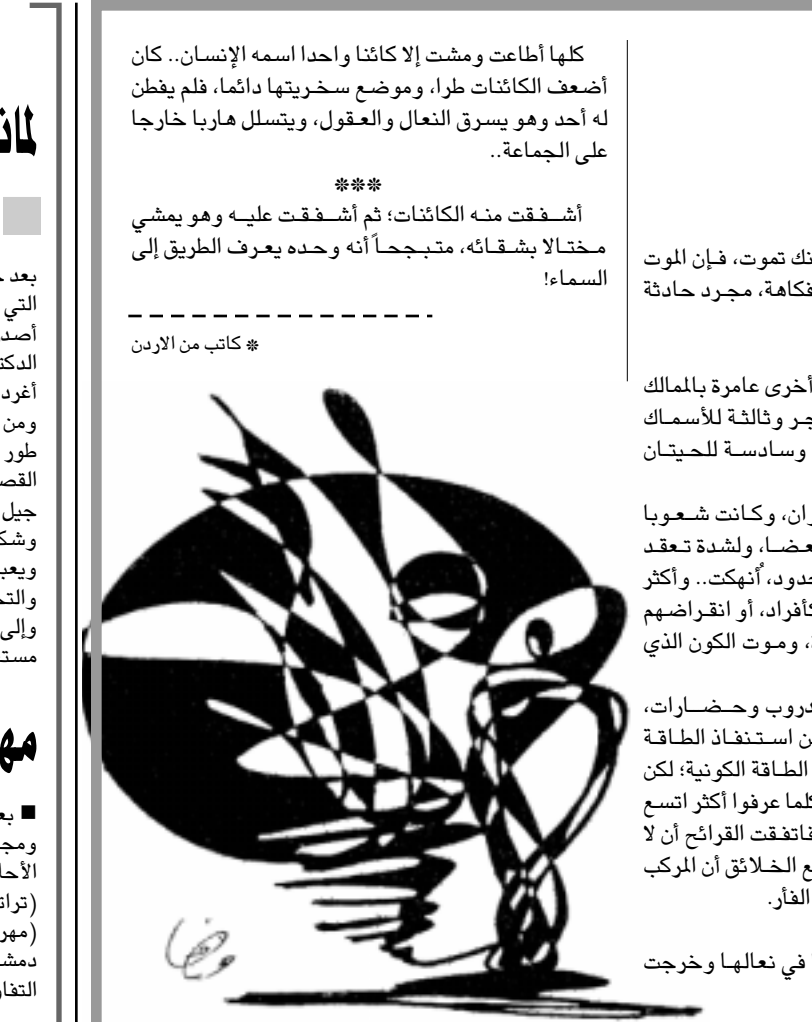 نك تموت، فإن الموت
فكاهة، مجرد حادثة
أخرى عامرة بالممالك
جر وثالثة للأسماك
وسادسة للحيتان
ران، وكانت شعوبا
عضا، ولشدة تعقد
حدود، أنهكت.. وأكثر
كأفراد، أو انقراضهم
، وموت الكون الذي
دروب وحضارات،
ن استنفاذ الطاقة
الطاقة الكونية؛ لكن
كلما عرفوا أكثر اتسع
فاتفقت القرائح أن لا
ع الخلائق أن المركب
الفأر.
في نعالها وخرجت
كلها أطاعت ومشت إلا كائنا واحدا اسمه الإنسان.. كان
أضعف الكائنات طرا، وموضع سخريتها دائما، فلم يفطن
له أحد وهو يسرق النعال والعقول، ويتسلل هاربا خارجا
على الجماعة..
***
أشفقت منه الكائنات؛ ثم أشفقت عليه وهو يمشي
مختالا بشقائه، متبجحاً أنه وحده يعرف الطريق إلى
السماء!
* كاتب من الاردن
لماذ
بعد
التي
أصد
الدكت
أغرد
ومن
طور
القص
جيل
وشك
ويعب
والتج
وإلى
مست
مه
■ بع
ومج
الأحا
(تران
(مهر
دمش
التفا